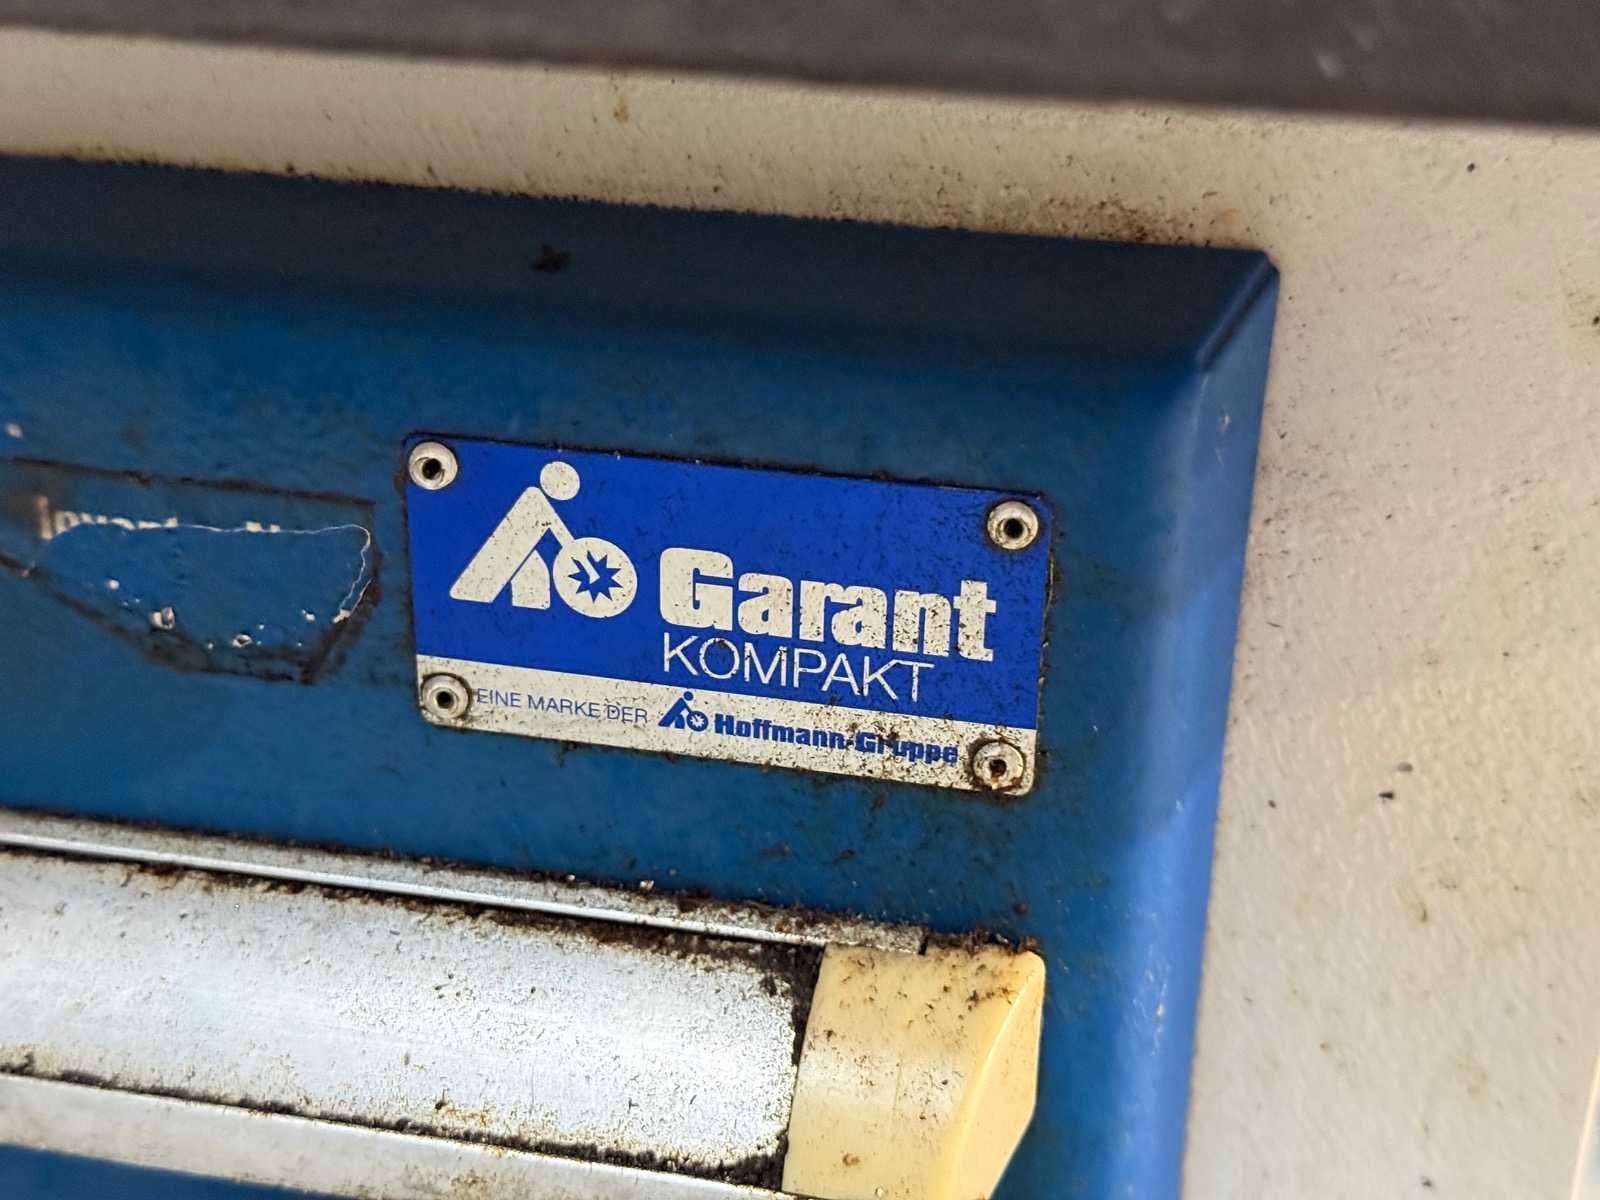 Garant
KOMPAKT
EINE MARKE DER Hoffmann-Gruppe